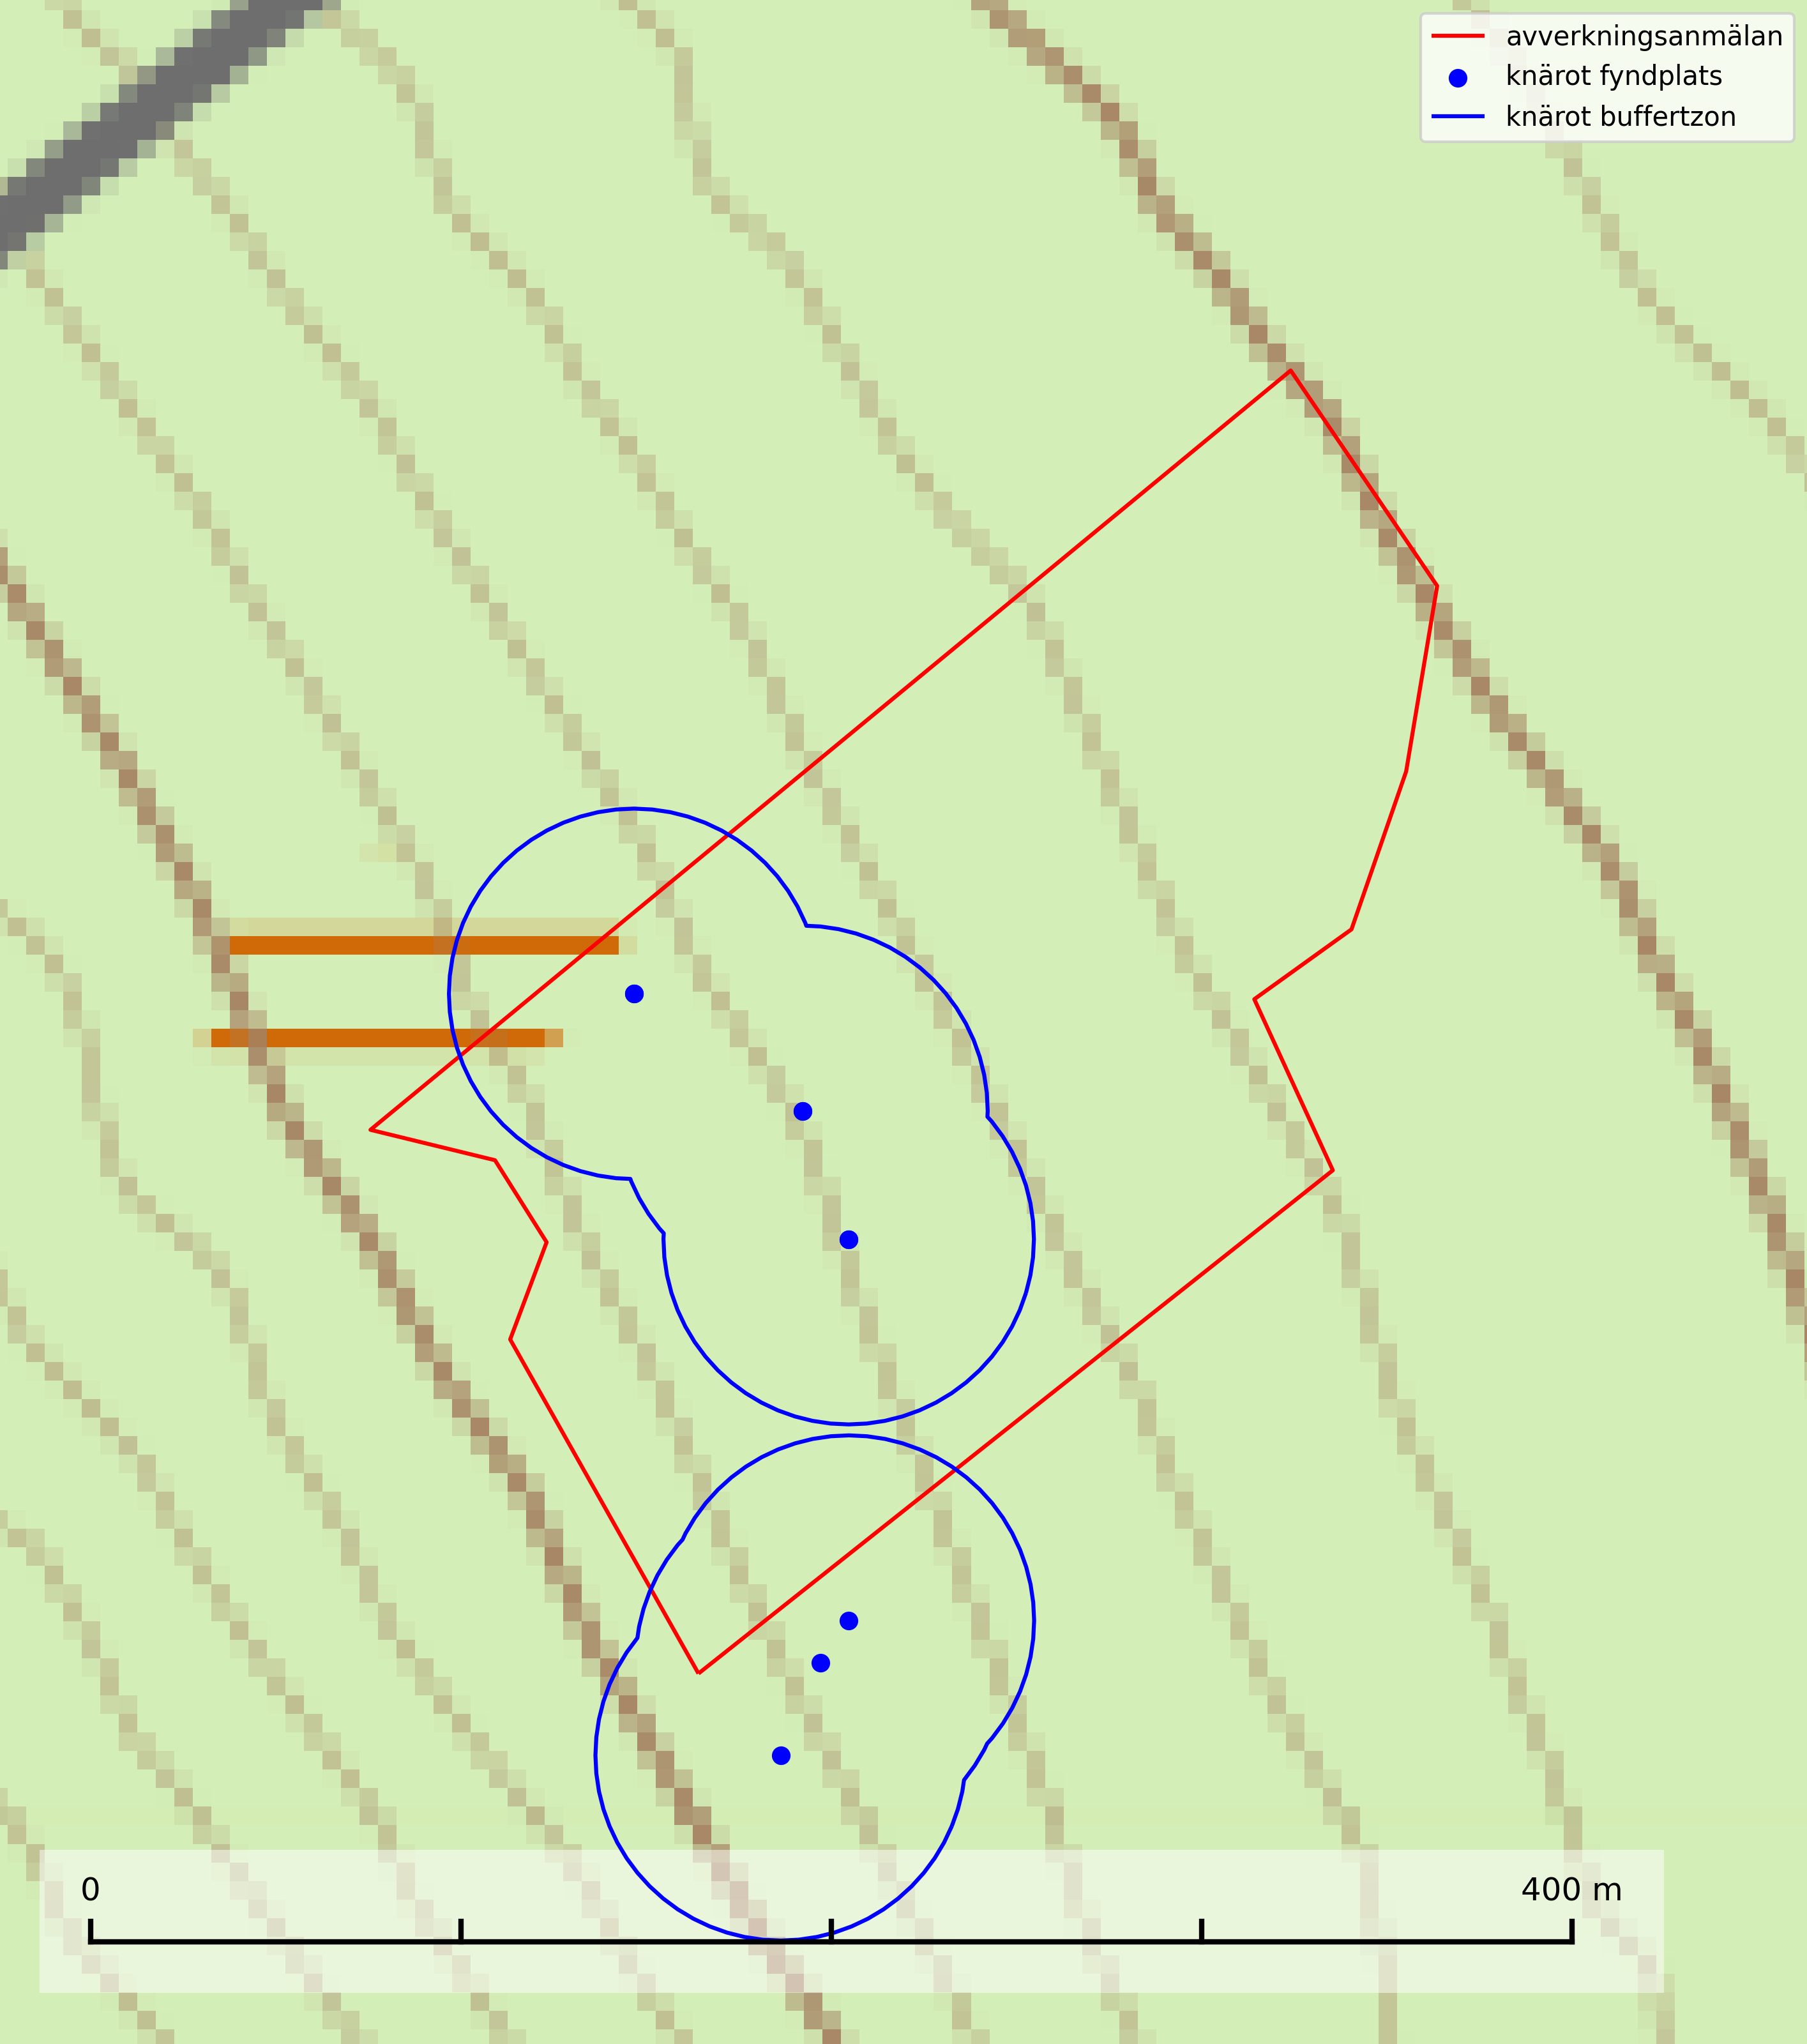 avverkningsanmälan
knärot fyndplats
knärot buffertzon
0
400 m